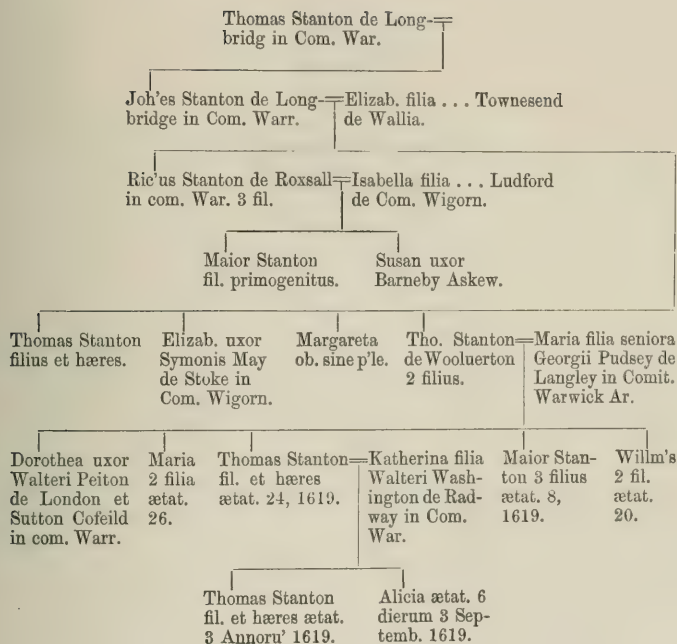 Thomas Stanton de Long-
bridg in Com. War.
Joh'es Stanton de Long-
bridge in Com. Warr.
Elizab. filia . . . Townesend
de Wallia.
Ric'us Stanton de Roxsall
in com. War. 3 fil.
Isabella filia . . . Ludford
de Com. Wigorn.
Maior Stanton
fil. primogenitus.
Susan uxor
Barneby Askew.
Thomas Stanton
filius et hæres.
Elizab. uxor
Symonis May
de Stoke in
Com. Wigorn.
Margareta
ob. sine p'le.
Tho. Stanton
de Wooluerton
2 filius.
Maria filia seniora
Georgii Pudsey de
Langley in Comit.
Warwick Ar.
Dorothea uxor
Walteri Peiton
de London et
Sutton Cofeild
in com. Warr.
Maria
2 filia
ætat.
26.
Thomas Stanton
fil. et hæres
ætat. 24, 1619.
Katherina filia
Walteri Wash-
ington de Rad-
way in Com.
War.
Maior Stan-
ton 3 filius
ætat. 8,
1619.
Willm's
2 fil.
ætat.
20.
Thomas Stanton
fil. et hæres ætat.
3 Annoru' 1619.
Alicia ætat. 6
dierum 3 Sep-
temb. 1619.